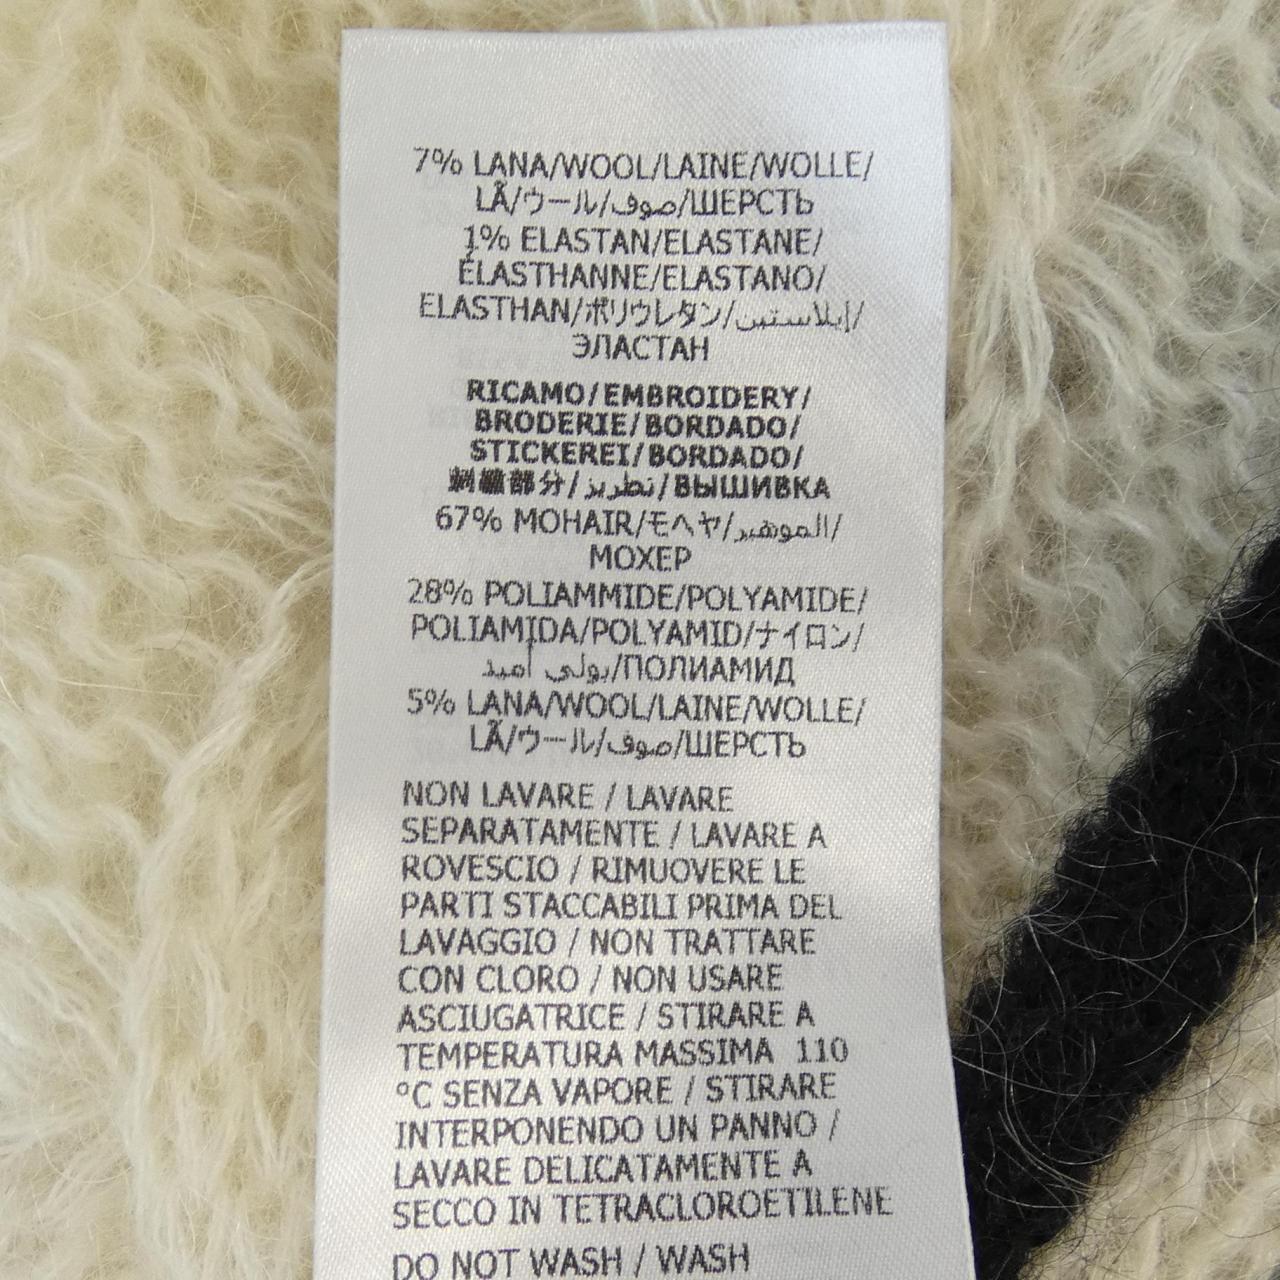 7% LANA/WOOL/LAINE/WOLLE/
LÃ/ウール/صوف/ШЕРСТЬ
1% ELASTAN/ELASTANE/
ÉLASTHANNE/ELASTANO/
ELASTHAN/ポリウレタン/إيلاستين/
ЭЛАСТАН
RICAMO/EMBROIDERY/
BRODERIE/BORDADO/
STICKEREI/BORDADO/
刺繍部分/تطريز/ВЫШИВКА
67% MOHAIR/モヘヤ/الموهير/
МОХЕР
28% POLIAMMIDE/POLYAMIDE/
POLIAMIDA/POLYAMID/ナイロン/
بولي أميد/ПОЛИАМИД
5% LANA/WOOL/LAINE/WOLLE/
LÃ/ウール/صوف/ШЕРСТЬ
NON LAVARE / LAVARE
SEPARATAMENTE / LAVARE A
ROVESCIO / RIMUOVERE LE
PARTI STACCABILI PRIMA DEL
LAVAGGIO / NON TRATTARE
CON CLORO / NON USARE
ASCIUGATRICE / STIRARE A
TEMPERATURA MASSIMA 110
°C SENZA VAPORE / STIRARE
INTERPONENDO UN PANNO /
LAVARE DELICATAMENTE A
SECCO IN TETRACLOROETILENE
DO NOT WASH / WASH